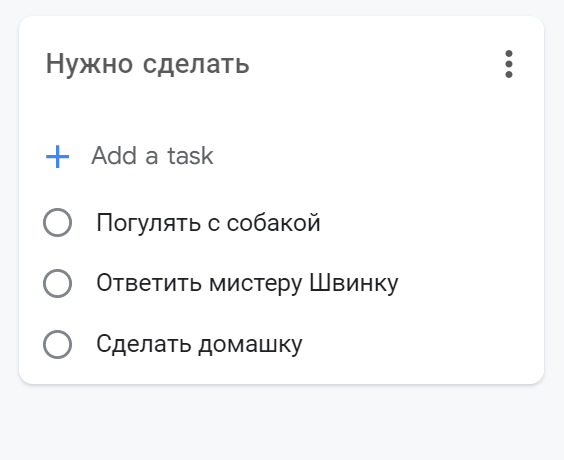 Нужно сделать
Add a task
Погулять с собакой
Ответить мистеру Швинку
Сделать домашку